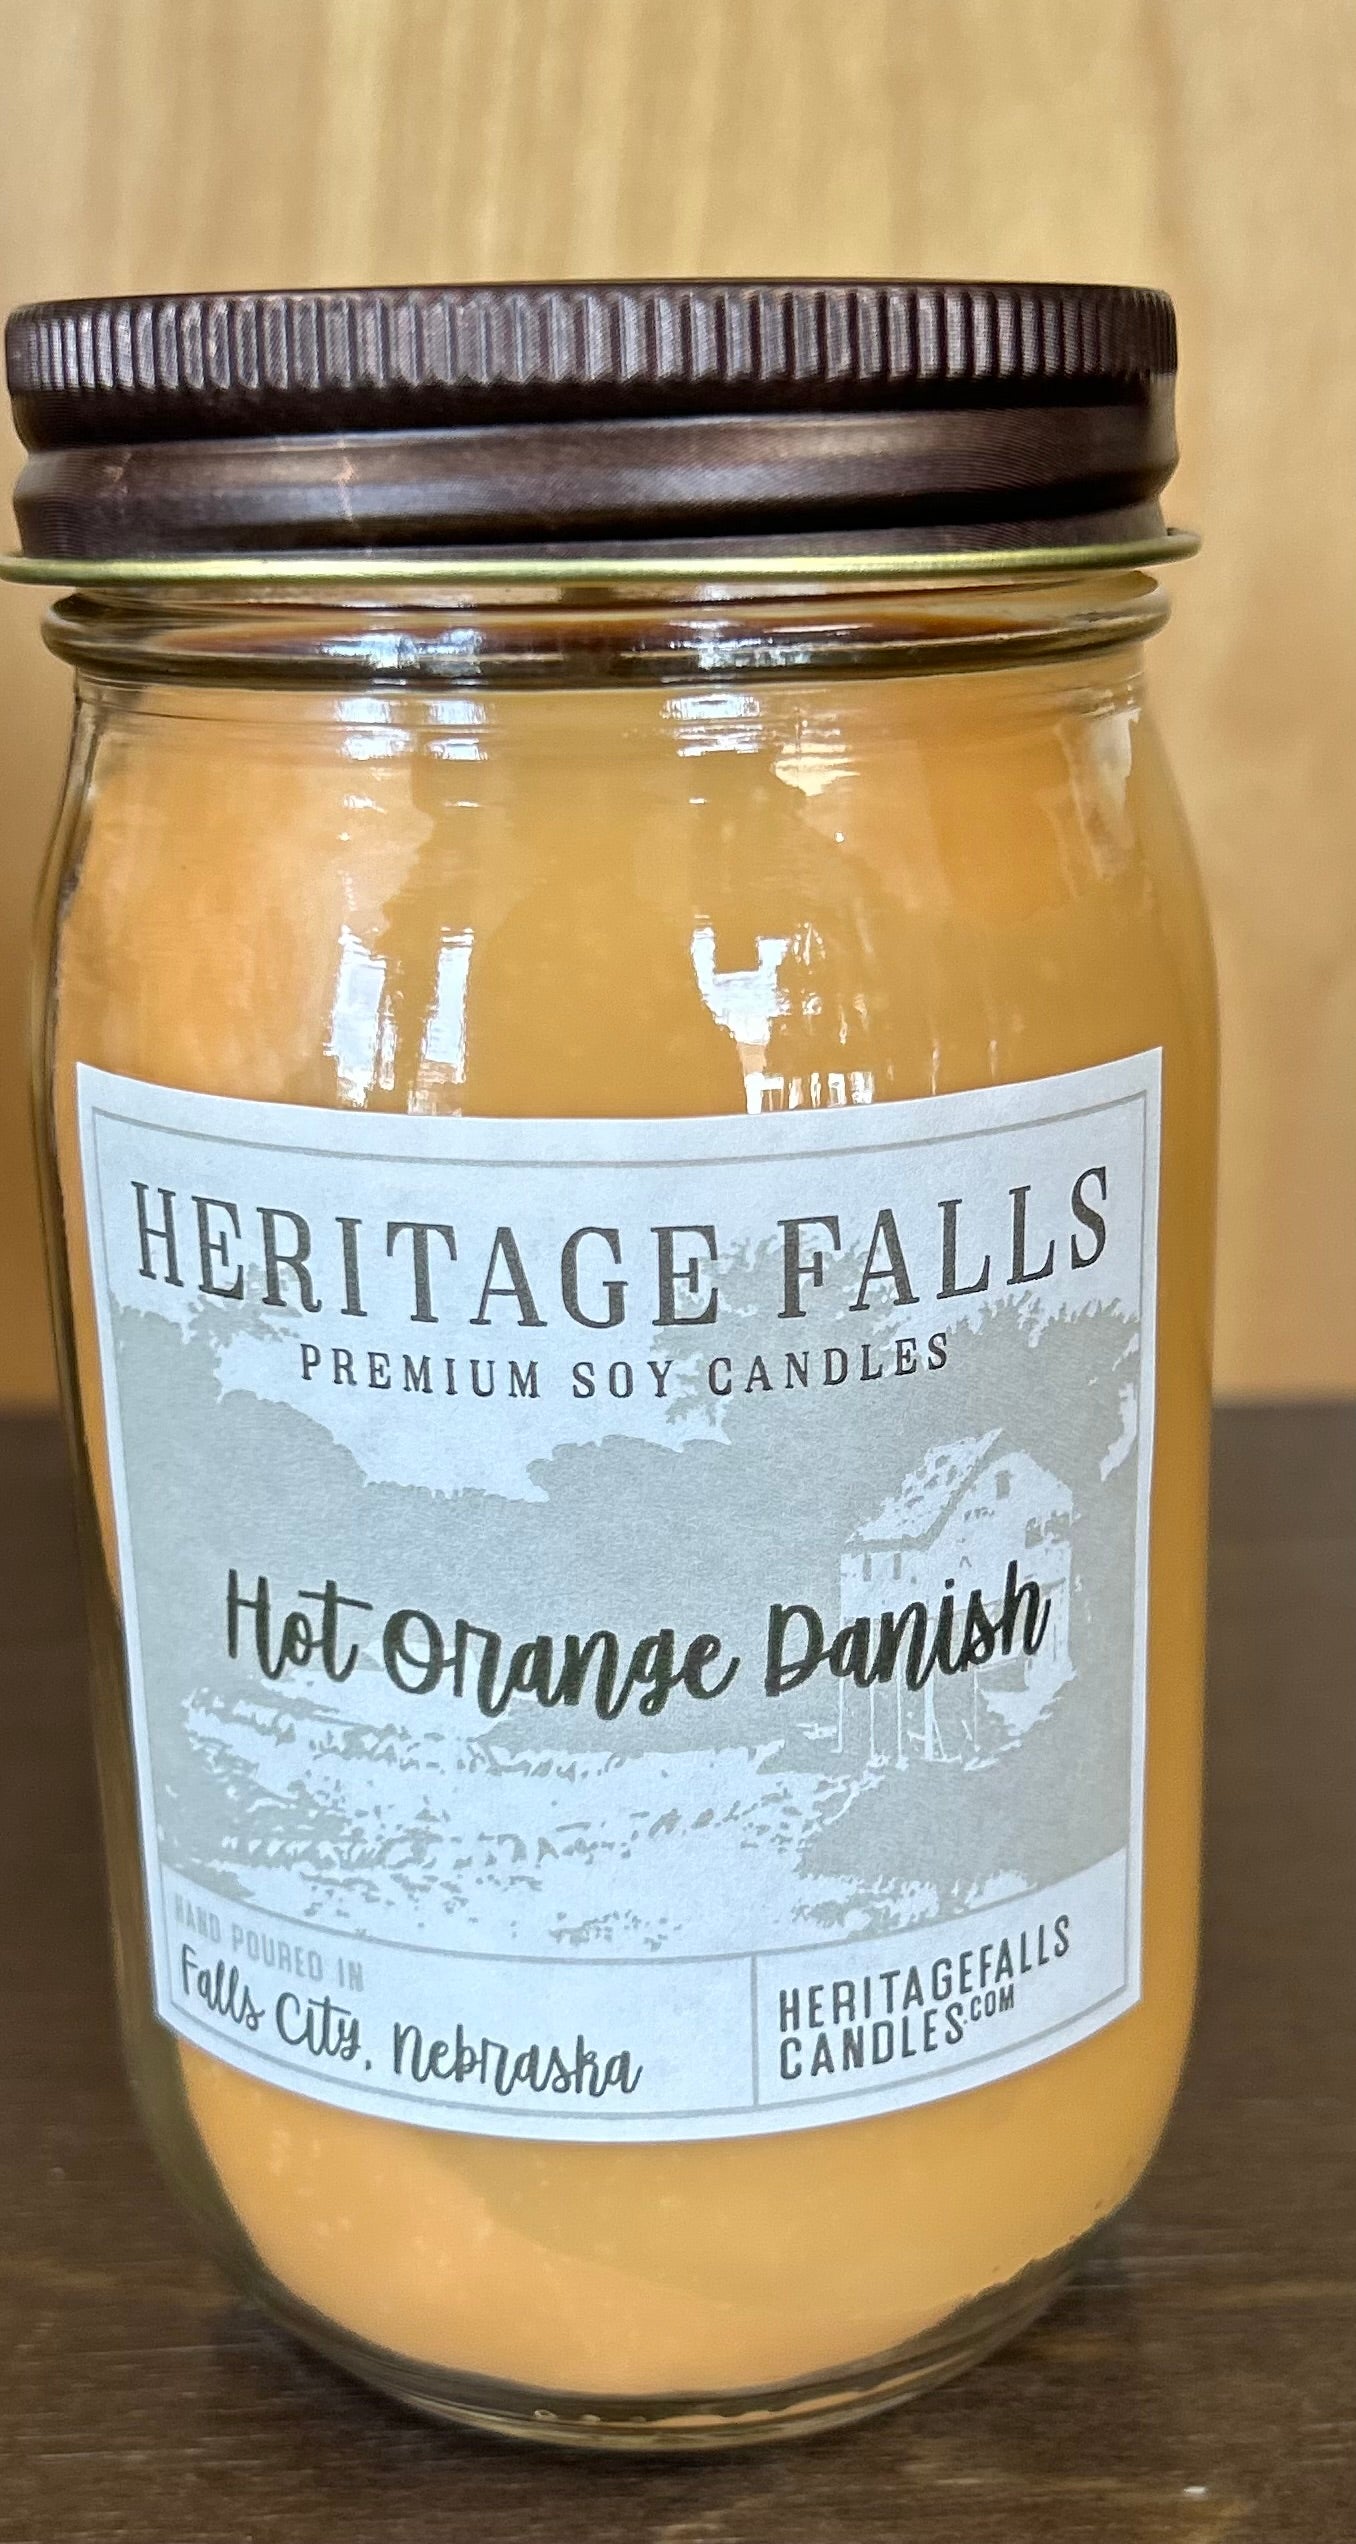 HERITAGE FALLS
PREMIUM SOY CANDLES
Hot Orange Danish
HAND POURED IN
Falls City, Nebraska
HERITAGEFALLS
CANDLES.COM